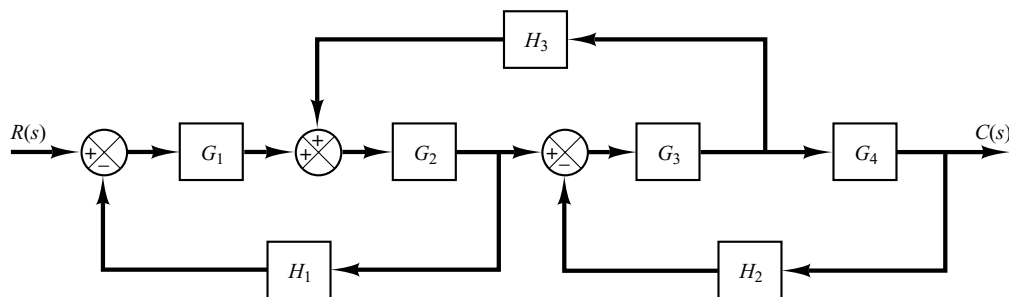 H3
+
R(s)
+
−
G1
+
+
G2
+
−
G3
G4
C(s)
H1
H2